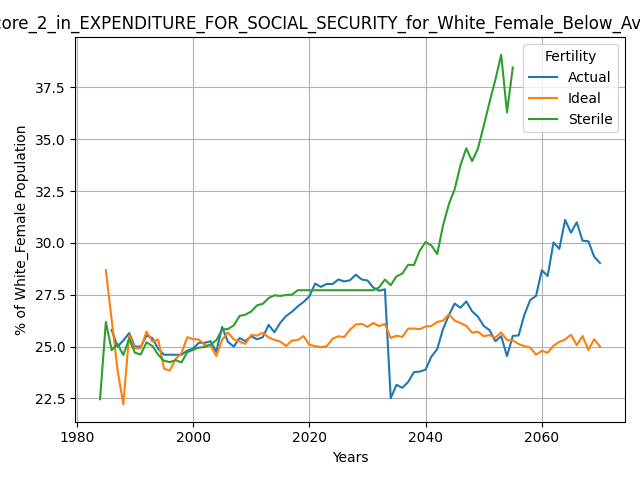 core_2_in_EXPENDITURE_FOR_SOCIAL_SECURITY_for_White_Female_Below_Av
Fertility
Actual
Ideal
Sterile
37.5
35.0
32.5
30.0
27.5
25.0
22.5
% of White_Female Population
1980
2000
2020
2040
2060
Years